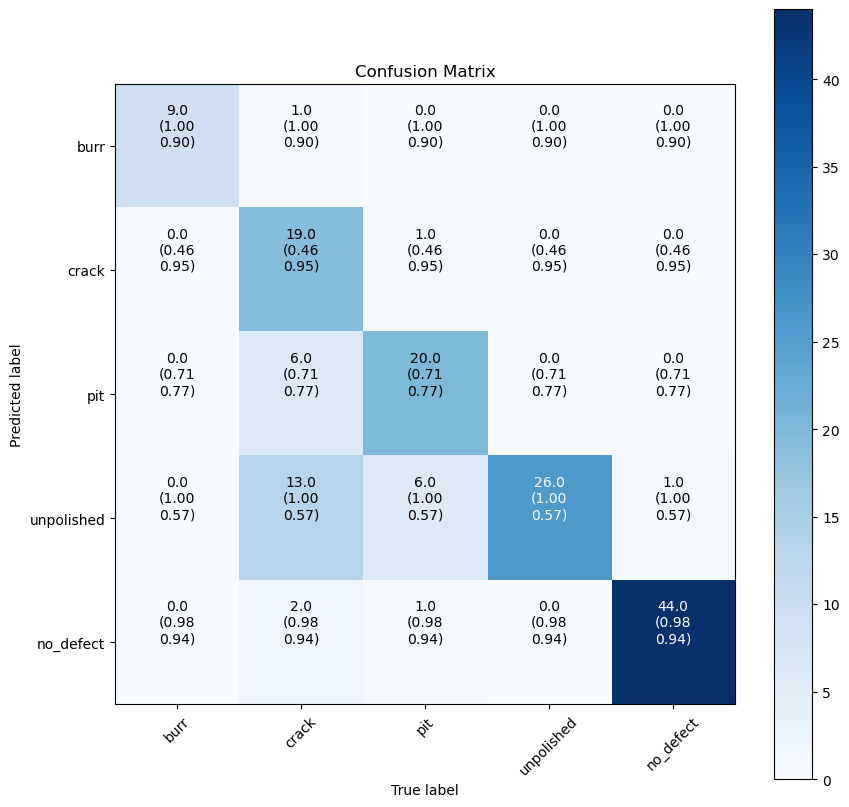 Confusion Matrix
Predicted label
burr
9.0 1.0 0.0 0.0 0.0
(1.00 (1.00 (1.00 (1.00 (1.00
0.90) 0.90) 0.90) 0.90) 0.90)
crack
0.0 19.0 1.0 0.0 0.0
(0.46 (0.46 (0.46 (0.46 (0.46
0.95) 0.95) 0.95) 0.95) 0.95)
pit
0.0 6.0 20.0 0.0 0.0
(0.71 (0.71 (0.71 (0.71 (0.71
0.77) 0.77) 0.77) 0.77) 0.77)
unpolished
0.0 13.0 6.0 26.0 1.0
(1.00 (1.00 (1.00 (1.00 (1.00
0.57) 0.57) 0.57) 0.57) 0.57)
no_defect
0.0 2.0 1.0 0.0 44.0
(0.98 (0.98 (0.98 (0.98 (0.98
0.94) 0.94) 0.94) 0.94) 0.94)
burr crack pit unpolished no_defect
True label
40
35
30
25
20
15
10
5
0